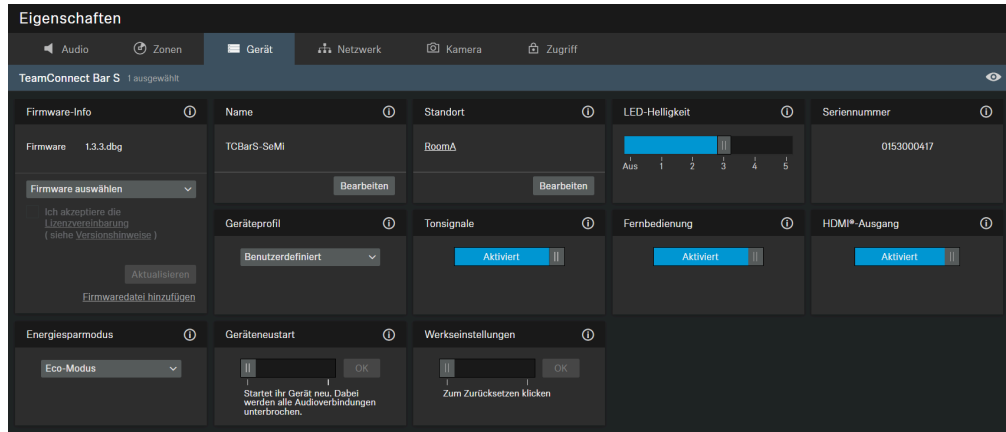 Eigenschaften
Audio Zonen Gerät Netzwerk Kamera Zugriff
TeamConnect Bar S 1 ausgewählt
Firmware-Info
Firmware 1.3.3.dbg
Firmware auswählen
Ich akzeptiere die
Lizenzvereinbarung
( siehe Versionshinweise )
Aktualisieren
Firmwaredatei hinzufügen
Name
TCBarS-SeMi
Bearbeiten
Standort
RoomA
Bearbeiten
LED-Helligkeit
Aus 1 2 3 4 5
Seriennummer
0153000417
Geräteprofil
Benutzerdefiniert
Tonsignale
Aktiviert
Fernbedienung
Aktiviert
HDMI®-Ausgang
Aktiviert
Energiesparmodus
Eco-Modus
Geräteneustart
OK
Startet ihr Gerät neu. Dabei
werden alle Audioverbindungen
unterbrochen.
Werkseinstellungen
OK
Zum Zurücksetzen klicken